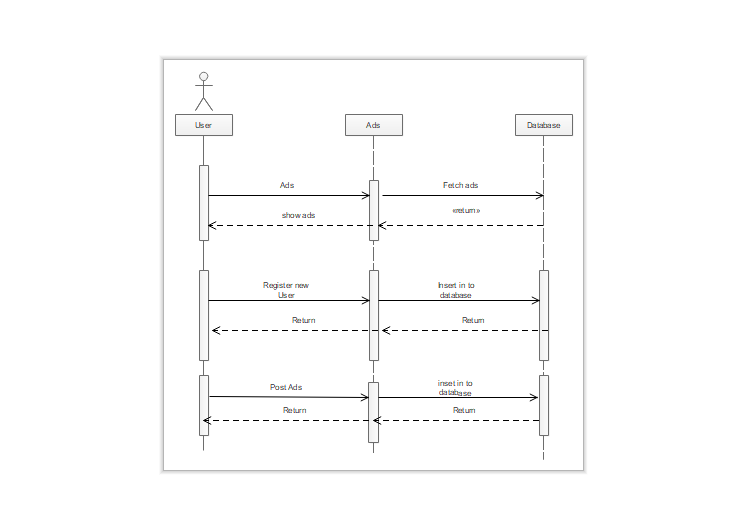 User
Ads
Database
Ads
Fetch ads
show ads
«return»
Register new
User
Insert in to
database
Return
Return
Post Ads
inset in to
database
Return
Return